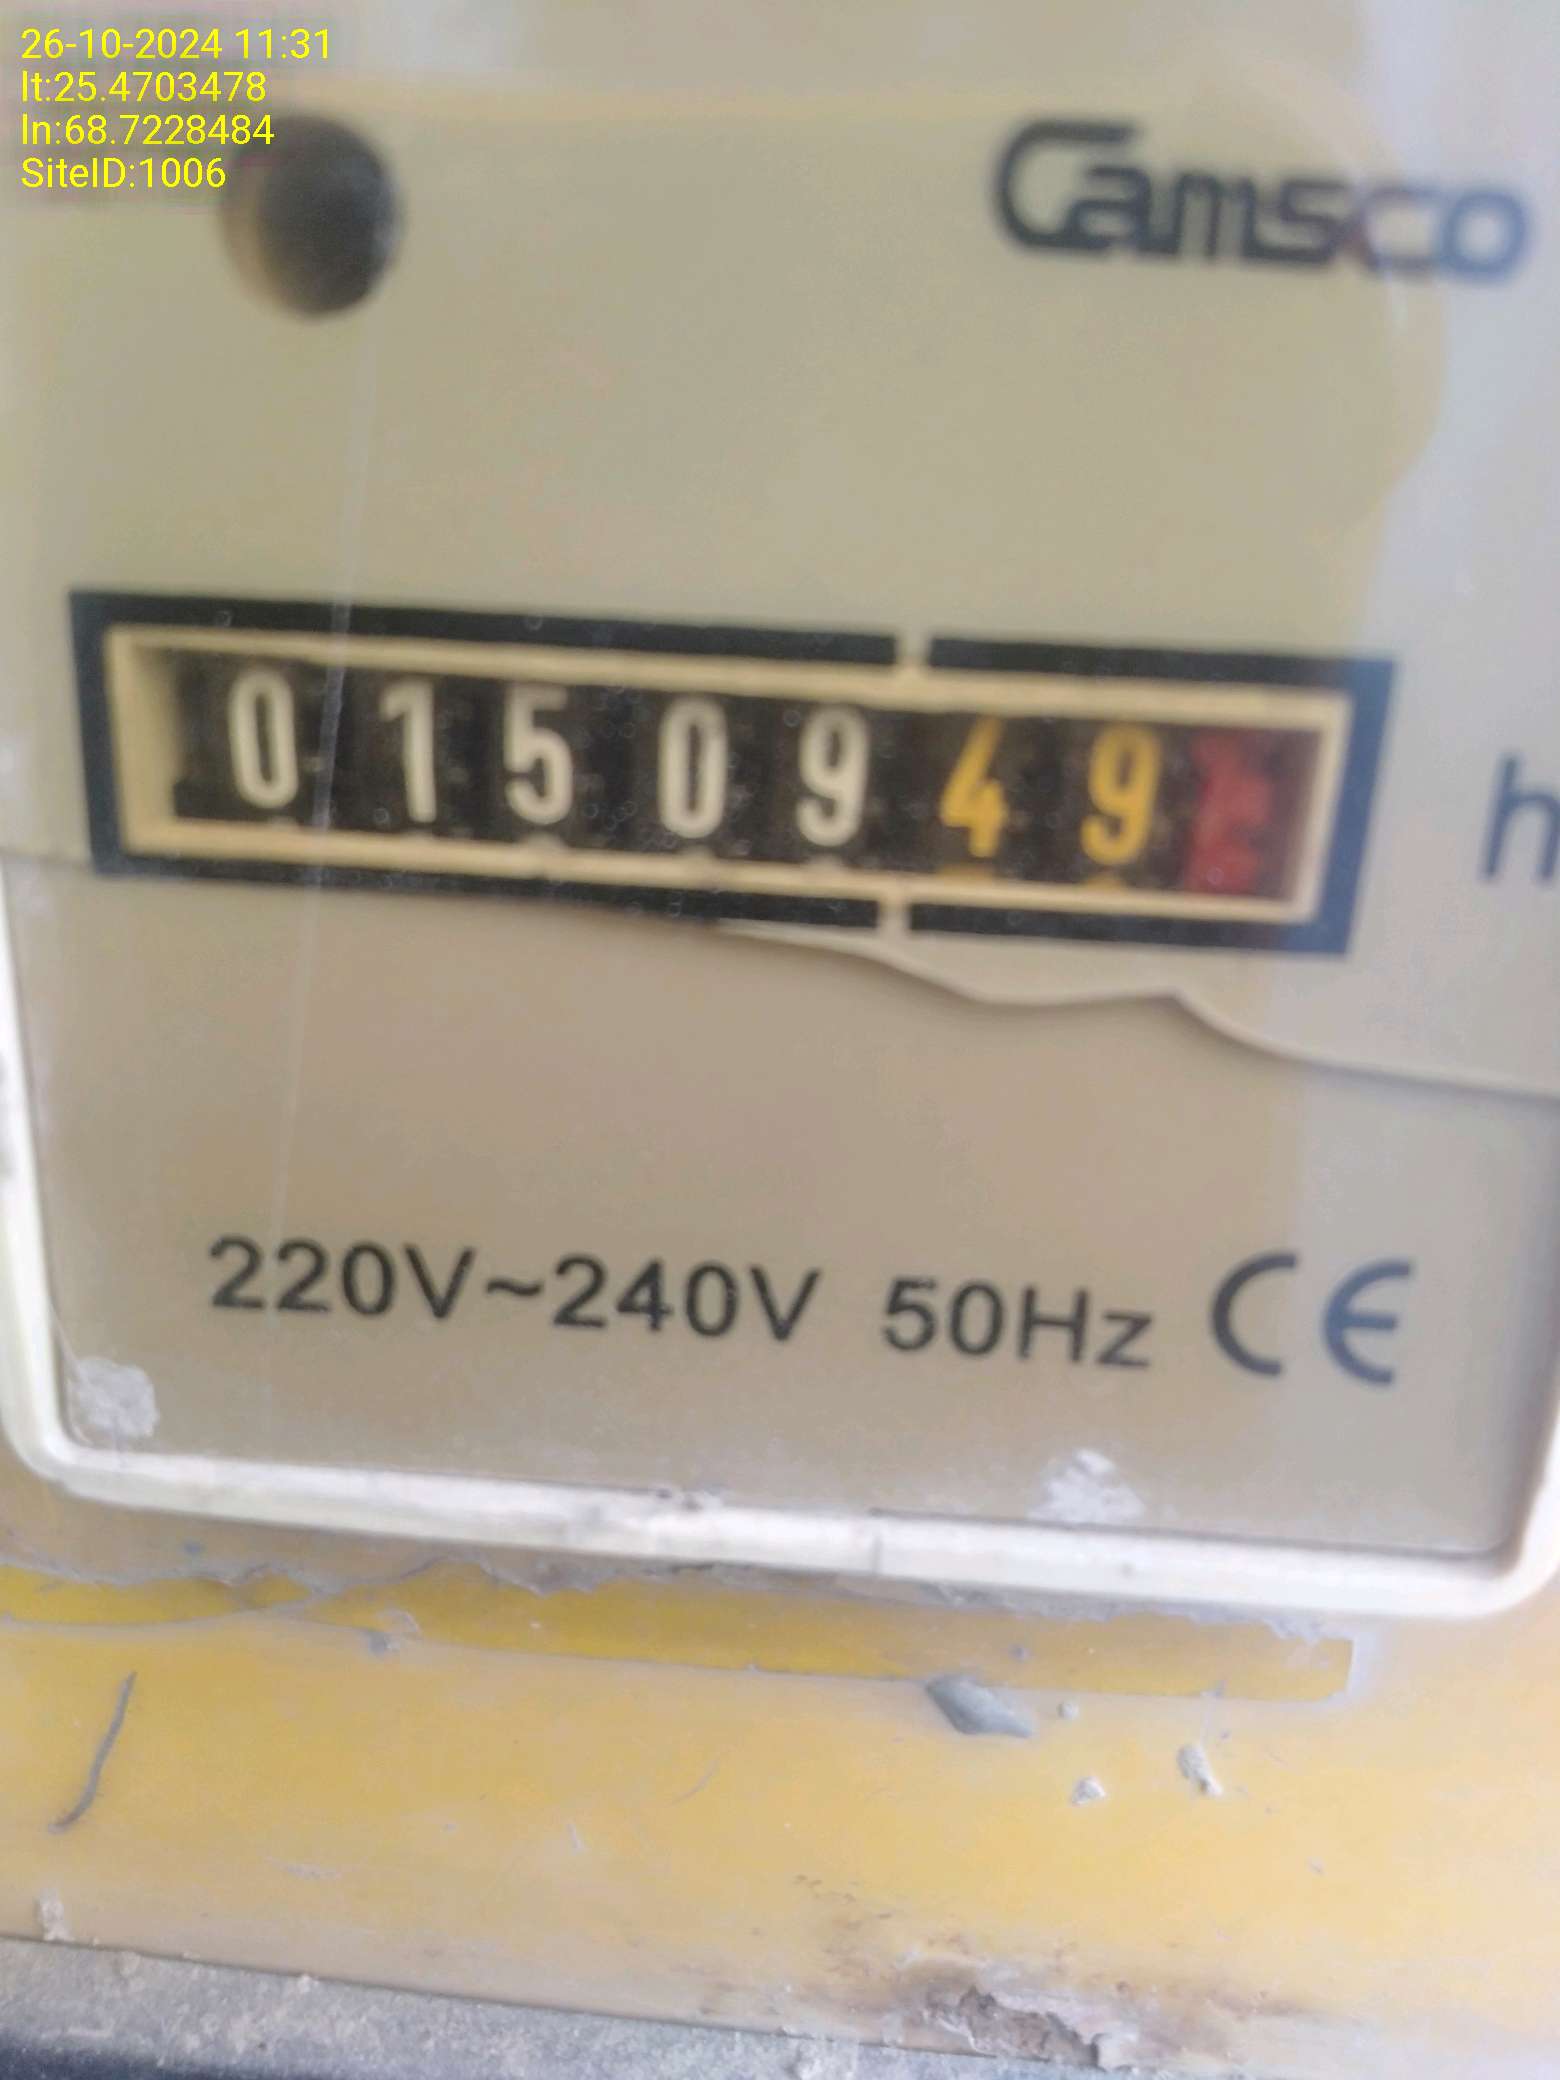 26-10-2024 11:31
lt:25.4703478
ln:68.7228484
SiteID:1006
Camsco
0150949
h
220V~240V 50Hz CE